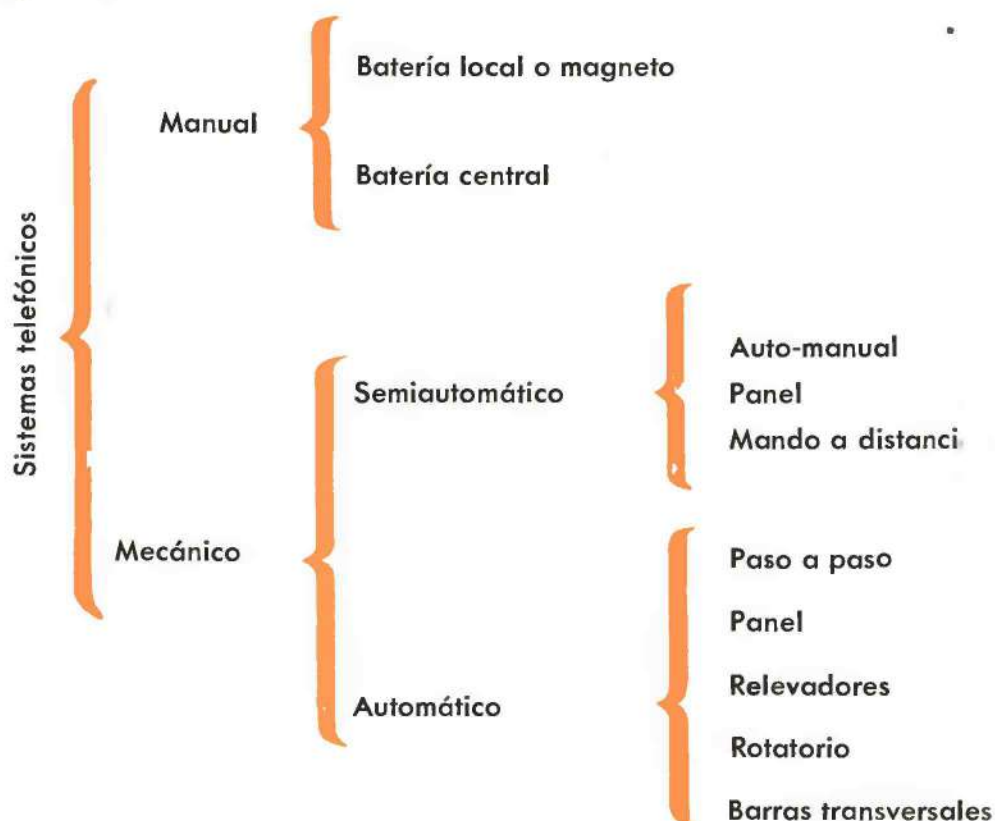 Sistemas telefónicos
Manual
Batería local o magneto
Batería central
Mecánico
Semiautomático
Auto-manual
Panel
Mando a distanci
Automático
Paso a paso
Panel
Relevadores
Rotatorio
Barras transversales